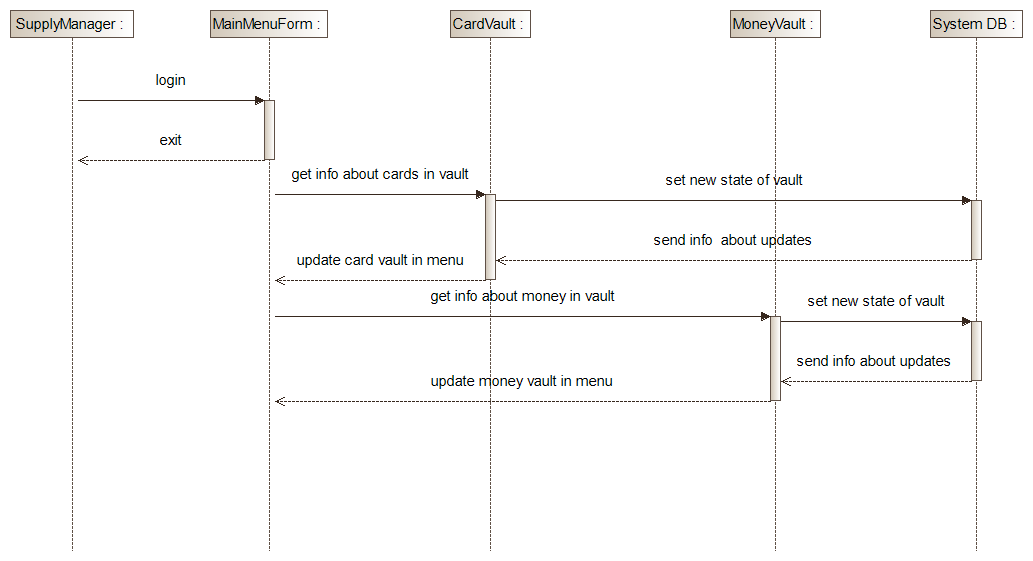 SupplyManager :
MainMenuForm :
CardVault :
MoneyVault :
System DB :
login
exit
get info about cards in vault
set new state of vault
send info  about updates
update card vault in menu
get info about money in vault
set new state of vault
send info about updates
update money vault in menu